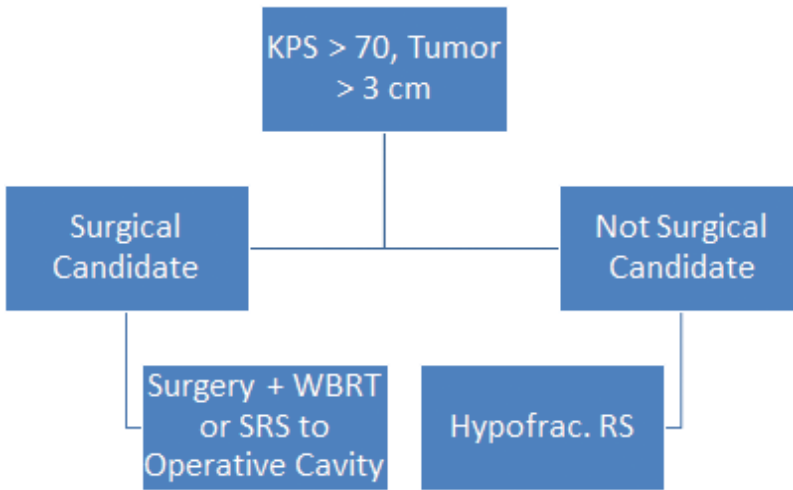 KPS > 70, Tumor
> 3 cm
Surgical
Candidate
Not Surgical
Candidate
Surgery + WBRT
or SRS to
Operative Cavity
Hypofrac. RS